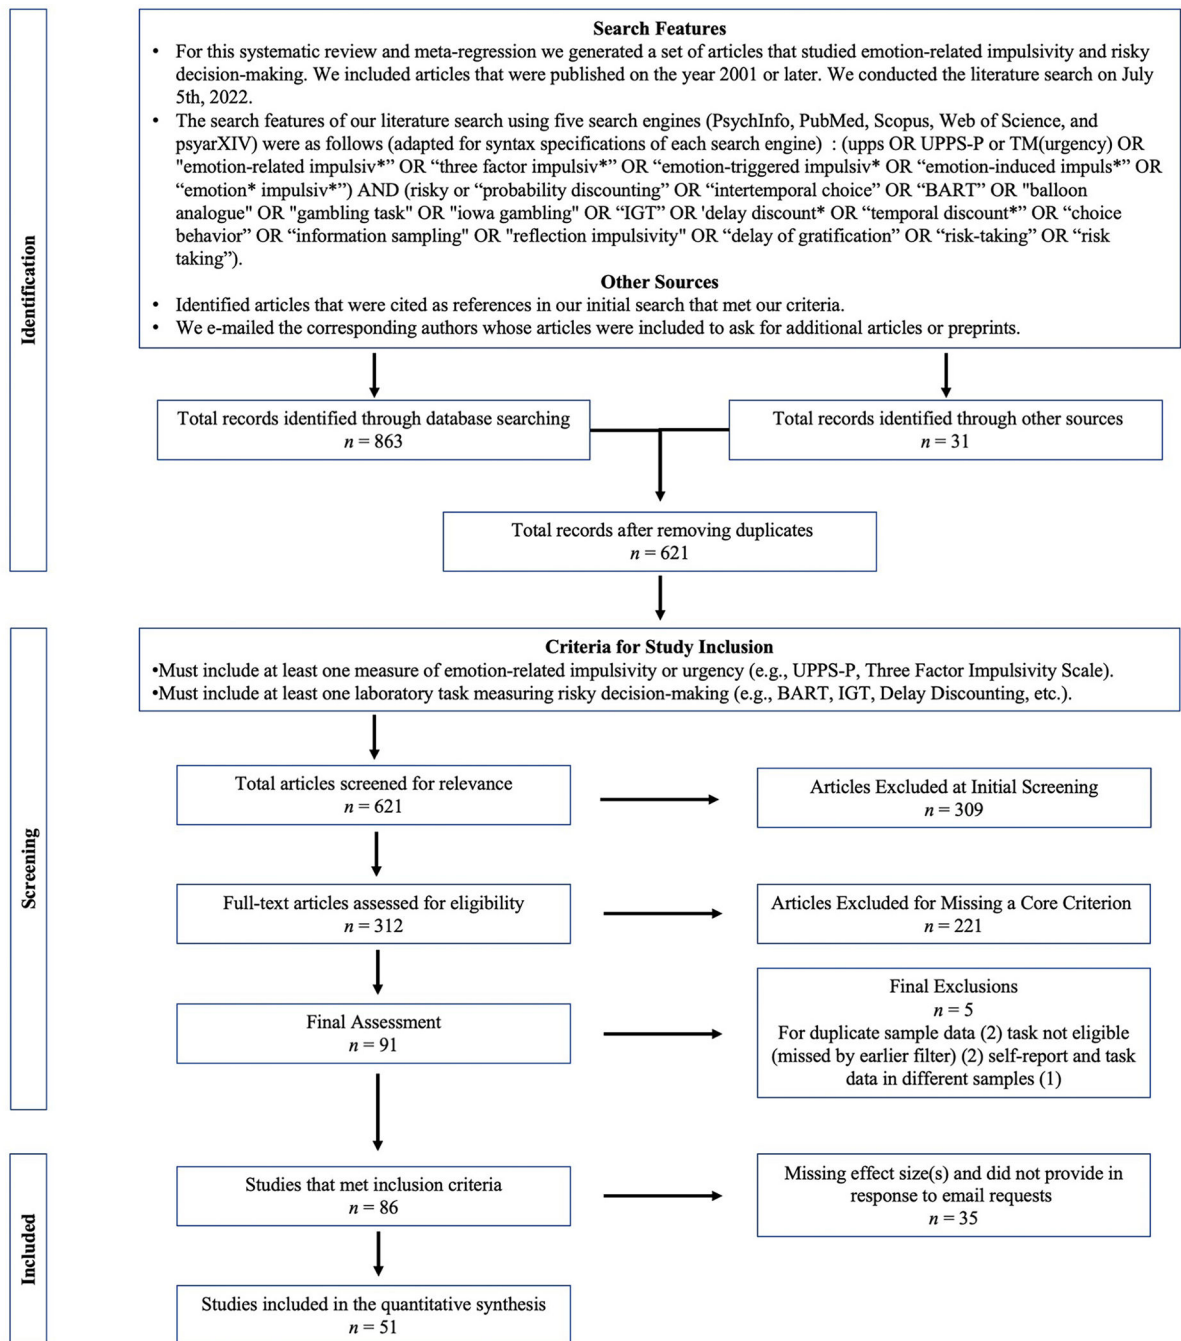 Identification
Search Features
• For this systematic review and meta-regression we generated a set of articles that studied emotion-related impulsivity and risky
decision-making. We included articles that were published on the year 2001 or later. We conducted the literature search on July
5th, 2022.
• The search features of our literature search using five search engines (PsychInfo, PubMed, Scopus, Web of Science, and
psyarXIV) were as follows (adapted for syntax specifications of each search engine) : (upps OR UPPS-P or TM(urgency) OR
"emotion-related impulsiv*” OR “three factor impulsiv*” OR “emotion-triggered impulsiv* OR “emotion-induced impuls*” OR
“emotion* impulsiv*”) AND (risky or “probability discounting” OR “intertemporal choice” OR “BART” OR "balloon
analogue" OR "gambling task" OR "iowa gambling" OR “IGT” OR 'delay discount* OR “temporal discount*” OR “choice
behavior” OR “information sampling" OR "reflection impulsivity" OR “delay of gratification” OR “risk-taking” OR “risk
taking”).
Other Sources
• Identified articles that were cited as references in our initial search that met our criteria.
• We e-mailed the corresponding authors whose articles were included to ask for additional articles or preprints.
Total records identified through database searching
n = 863
Total records identified through other sources
n = 31
Total records after removing duplicates
n = 621
Screening
Criteria for Study Inclusion
•Must include at least one measure of emotion-related impulsivity or urgency (e.g., UPPS-P, Three Factor Impulsivity Scale).
•Must include at least one laboratory task measuring risky decision-making (e.g., BART, IGT, Delay Discounting, etc.).
Total articles screened for relevance
n = 621
Articles Excluded at Initial Screening
n = 309
Full-text articles assessed for eligibility
n = 312
Articles Excluded for Missing a Core Criterion
n = 221
Final Assessment
n = 91
Final Exclusions
n = 5
For duplicate sample data (2) task not eligible
(missed by earlier filter) (2) self-report and task
data in different samples (1)
Included
Studies that met inclusion criteria
n = 86
Missing effect size(s) and did not provide in
response to email requests
n = 35
Studies included in the quantitative synthesis
n = 51